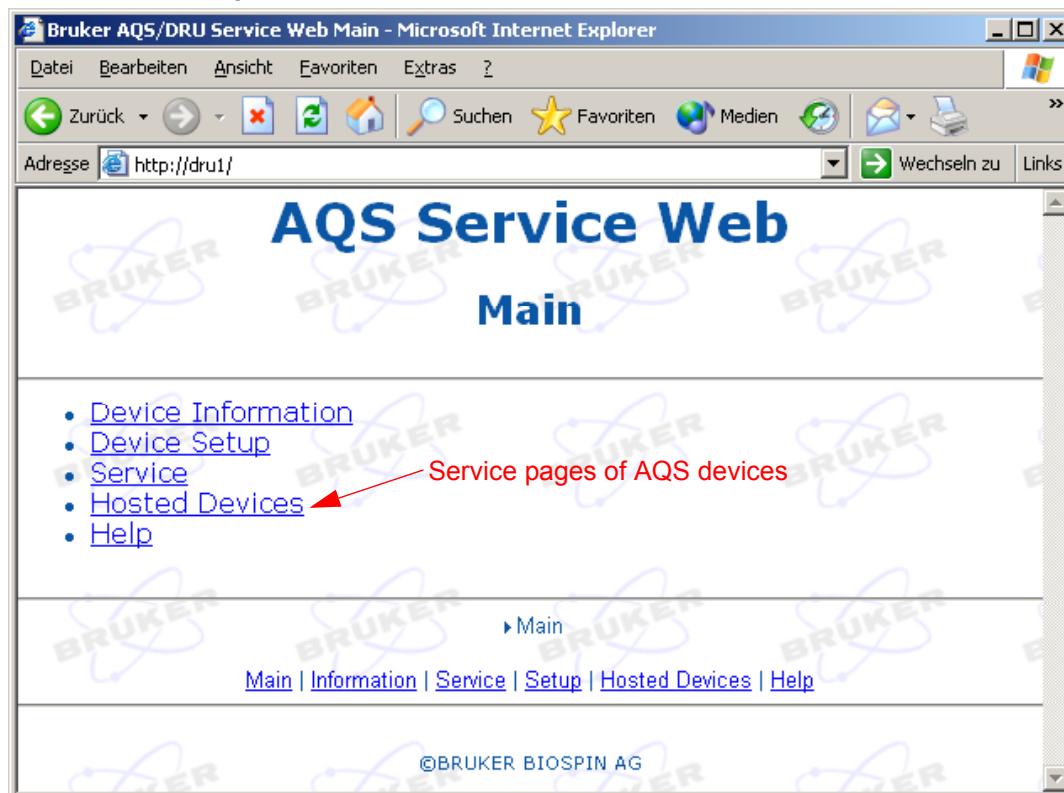 Bruker AQS/DRU Service Web Main - Microsoft Internet Explorer
Datei Bearbeiten Ansicht Favoriten Extras ?
Zurück Suchen Favoriten Medien »
Adresse http://dru1/ Wechseln zu Links
AQS Service Web
Main
• Device Information
• Device Setup
• Service
Service pages of AQS devices
• Hosted Devices
• Help
Main
Main | Information | Service | Setup | Hosted Devices | Help
©BRUKER BIOSPIN AG